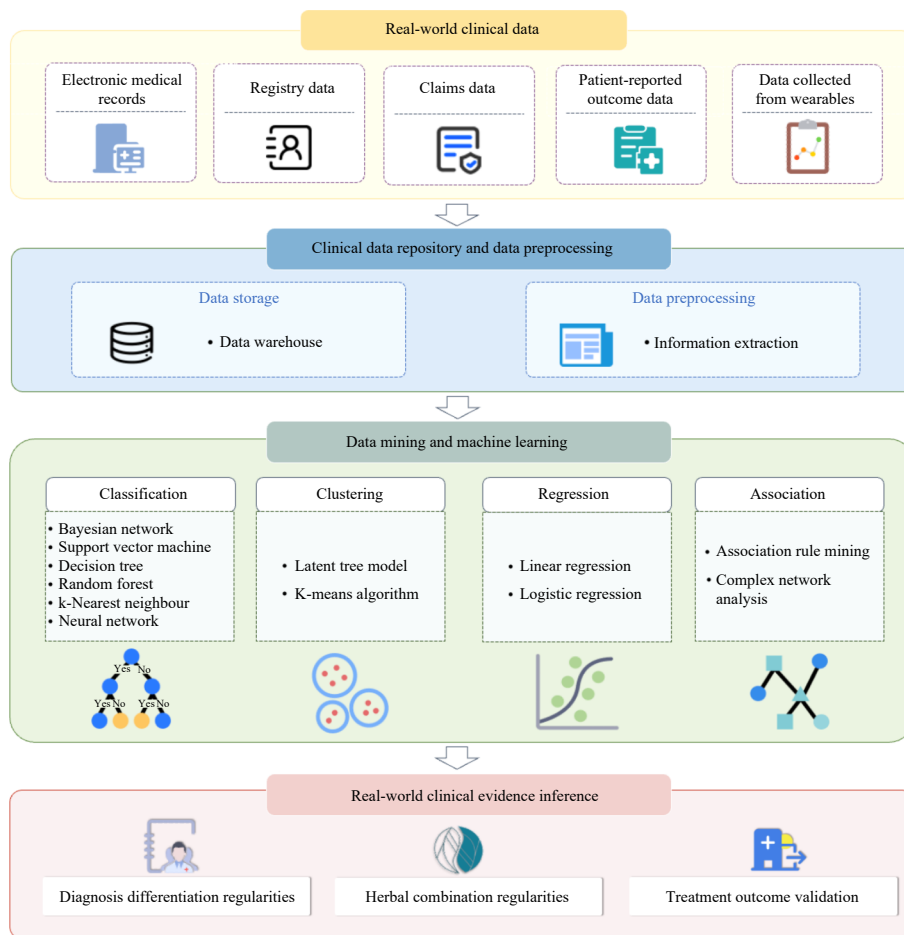 Real-world clinical data
Electronic medical
records
Registry data
Claims data
Patient-reported
outcome data
Data collected
from wearables
Clinical data repository and data preprocessing
Data storage
• Data warehouse
Data preprocessing
• Information extraction
Data mining and machine learning
Classification
• Bayesian network
• Support vector machine
• Decision tree
• Random forest
• k-Nearest neighbour
• Neural network
Yes No
Yes No Yes No
Clustering
• Latent tree model
• K-means algorithm
Regression
• Linear regression
• Logistic regression
Association
• Association rule mining
• Complex network
analysis
Real-world clinical evidence inference
Diagnosis differentiation regularities
Herbal combination regularities
Treatment outcome validation